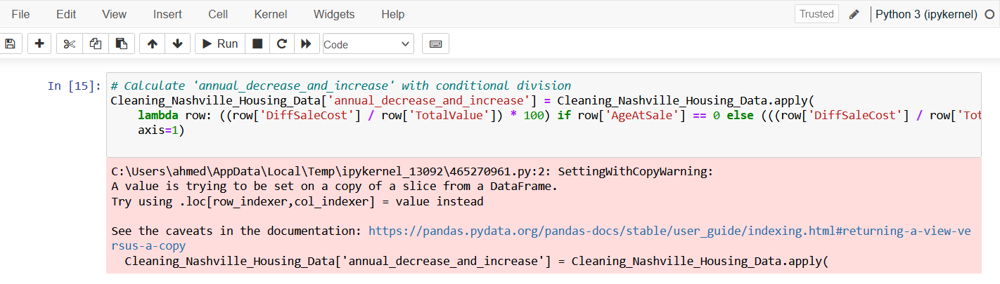 File Edit View Insert Cell Kernel Widgets Help Trusted Python 3 (ipykernel)
Run Code
In [15]: # Calculate 'annual_decrease_and_increase' with conditional division
Cleaning_Nashville_Housing_Data['annual_decrease_and_increase'] = Cleaning_Nashville_Housing_Data.apply(
lambda row: ((row['DiffSaleCost'] / row['TotalValue']) * 100) if row['AgeAtSale'] == 0 else (((row['DiffSaleCost'] / row['Tot
axis=1)
C:\Users\ahmed\AppData\Local\Temp\ipykernel_13092\465270961.py:2: SettingWithCopyWarning:
A value is trying to be set on a copy of a slice from a DataFrame.
Try using .loc[row_indexer,col_indexer] = value instead
See the caveats in the documentation: https://pandas.pydata.org/pandas-docs/stable/user_guide/indexing.html#returning-a-view-ve
rsus-a-copy
Cleaning_Nashville_Housing_Data['annual_decrease_and_increase'] = Cleaning_Nashville_Housing_Data.apply(